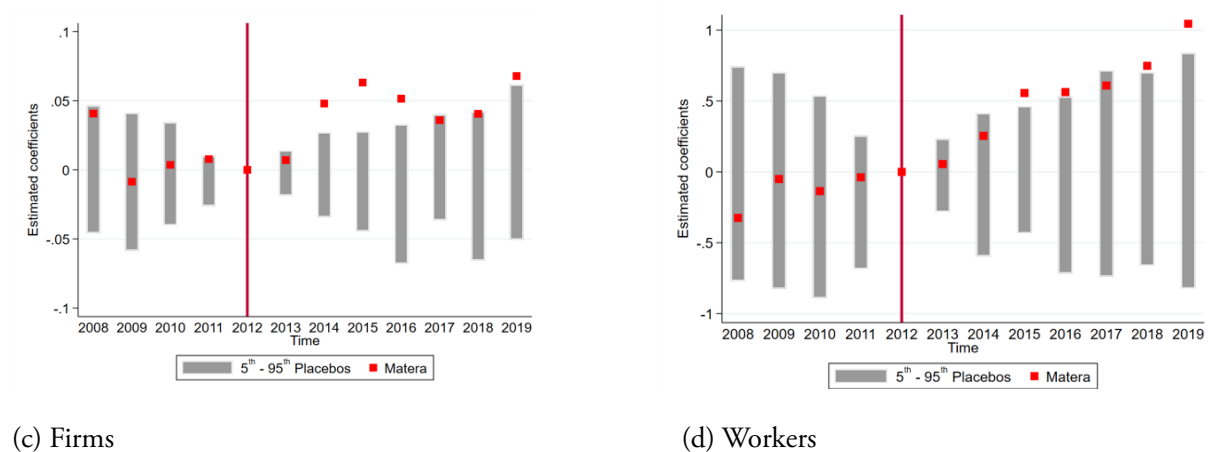 .1
.05
0
-.05
-.1
Estimated coefficients
2008 2009 2010 2011 2012 2013 2014 2015 2016 2017 2018 2019
Time
5th - 95th Placebos Matera
(c) Firms
1
.5
0
-.5
-1
Estimated coefficients
2008 2009 2010 2011 2012 2013 2014 2015 2016 2017 2018 2019
Time
5th - 95th Placebos Matera
(d) Workers